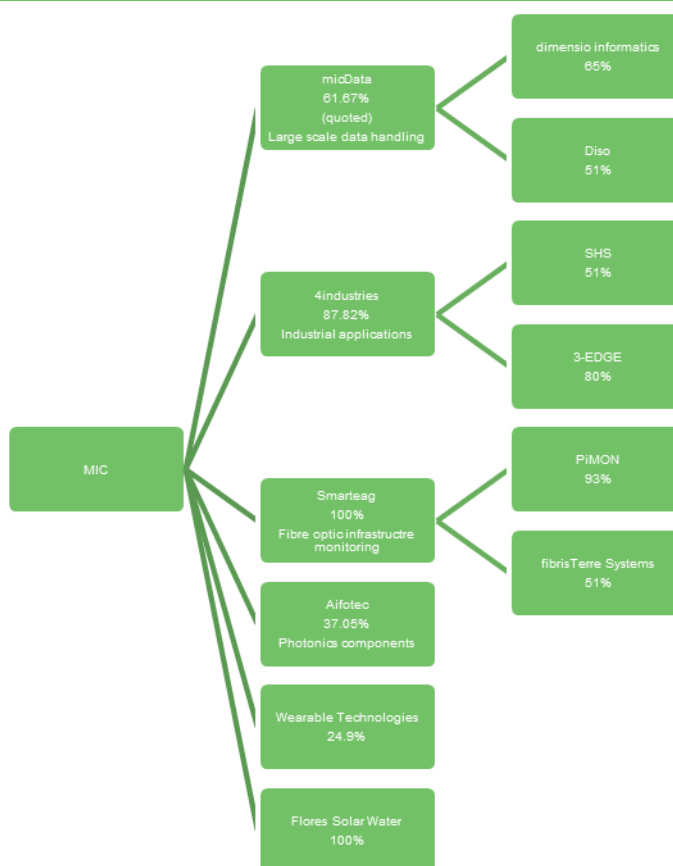 MIC
micData
61.67%
(quoted)
Large scale data handling
dimensio informatics
65%
Diso
51%
4industries
87.82%
Industrial applications
SHS
51%
3-EDGE
80%
Smarteag
100%
Fibre optic infrastructre
monitoring
PiMON
93%
fibrisTerre Systems
51%
Aifotec
37.05%
Photonics components
Wearable Technologies
24.9%
Flores Solar Water
100%